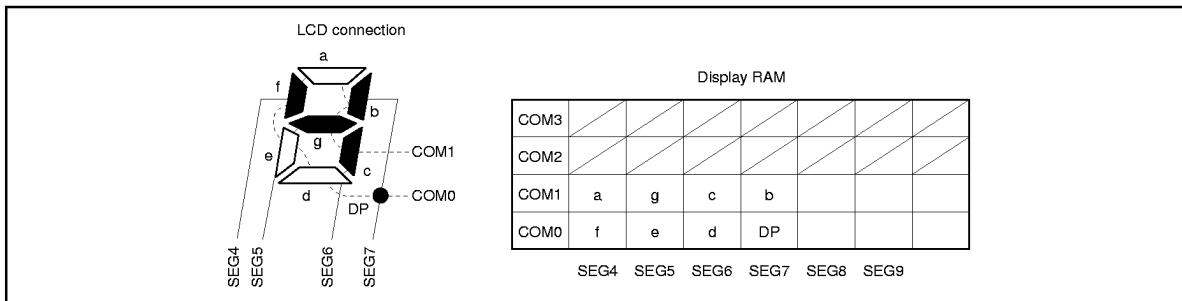 LCD connection
a
f
b
g
COM1
e
c
d
DP
COM0
SEG4
SEG5
SEG6
SEG7
Display RAM
COM3
COM2
COM1 a g c b
COM0 f e d DP
SEG4 SEG5 SEG6 SEG7 SEG8 SEG9